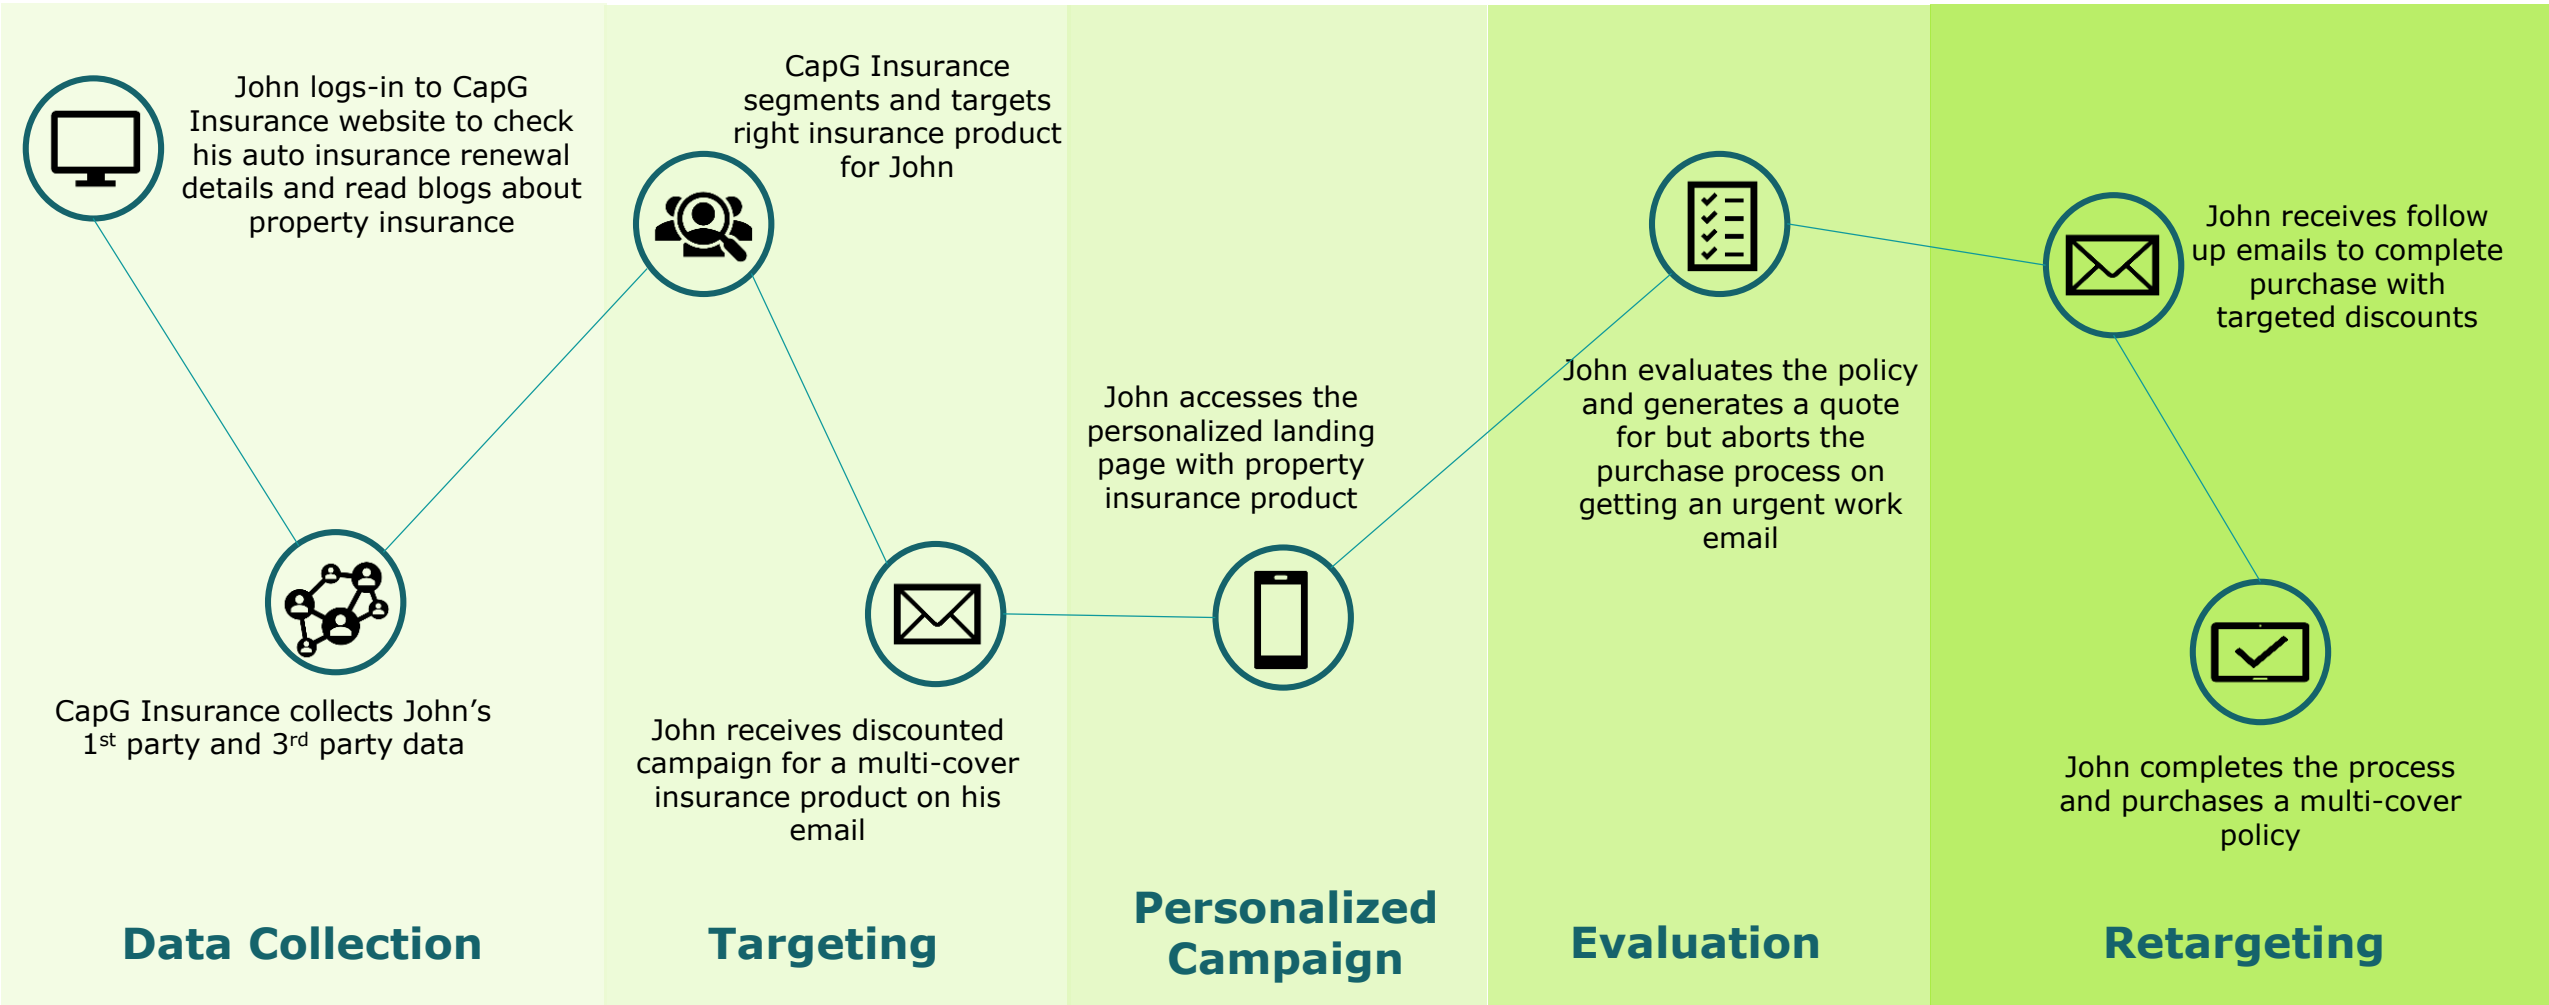 John logs-in to CapG
Insurance website to check
his auto insurance renewal
details and read blogs about
property insurance
CapG Insurance collects John’s
1st party and 3rd party data
Data Collection
CapG Insurance
segments and targets
right insurance product
for John
John receives discounted
campaign for a multi-cover
insurance product on his
email
Targeting
John accesses the
personalized landing
page with property
insurance product
Personalized
Campaign
John evaluates the policy
and generates a quote
for but aborts the
purchase process on
getting an urgent work
email
Evaluation
John receives follow
up emails to complete
purchase with
targeted discounts
John completes the process
and purchases a multi-cover
policy
Retargeting